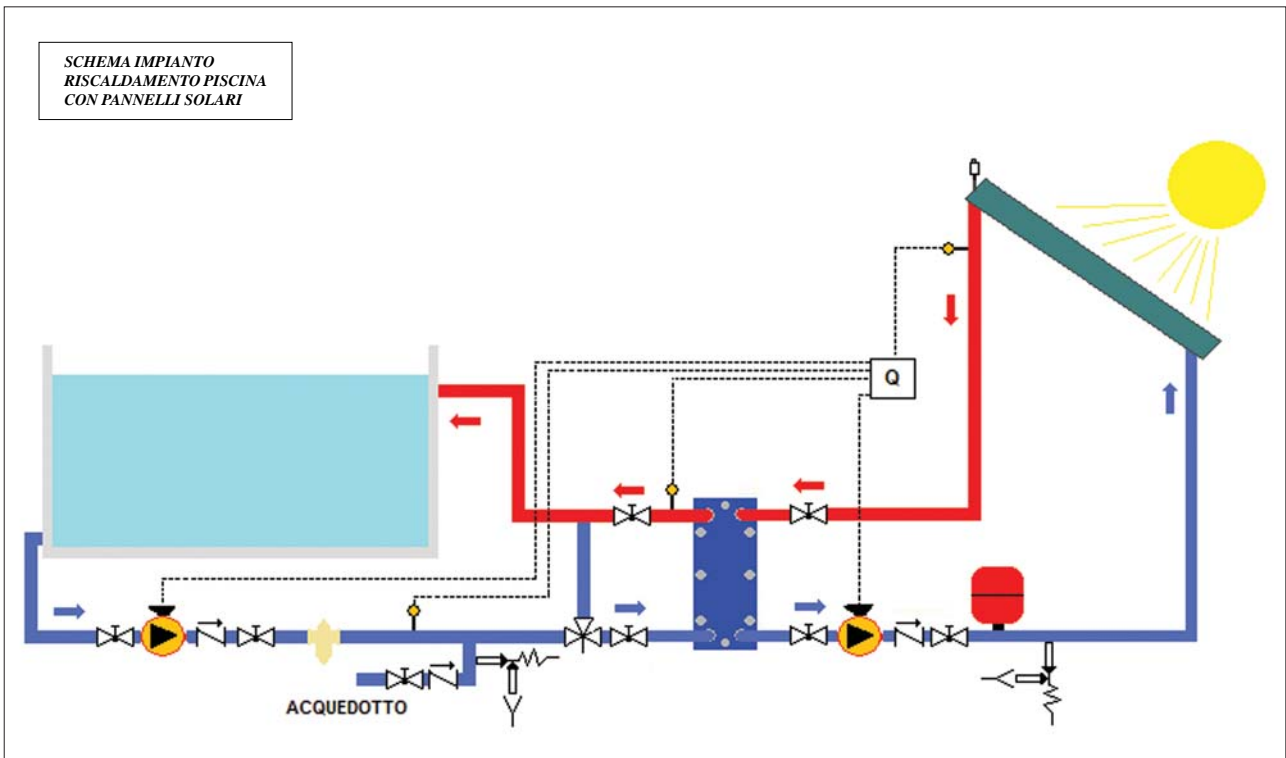 SCHEMA IMPIANTO
RISCALDAMENTO PISCINA
CON PANNELLI SOLARI
Q
ACQUEDOTTO